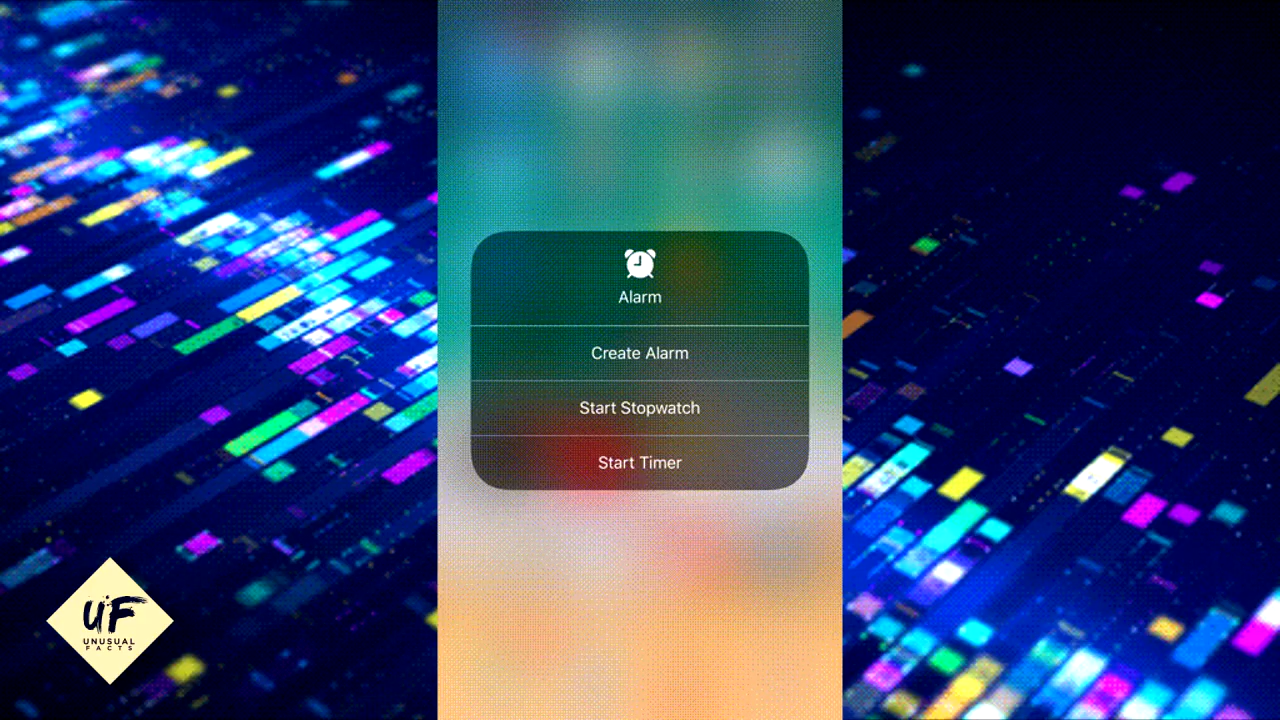 Alarm
Create Alarm
Start Stopwatch
Start Timer
UF
UNUSUAL
FACTS